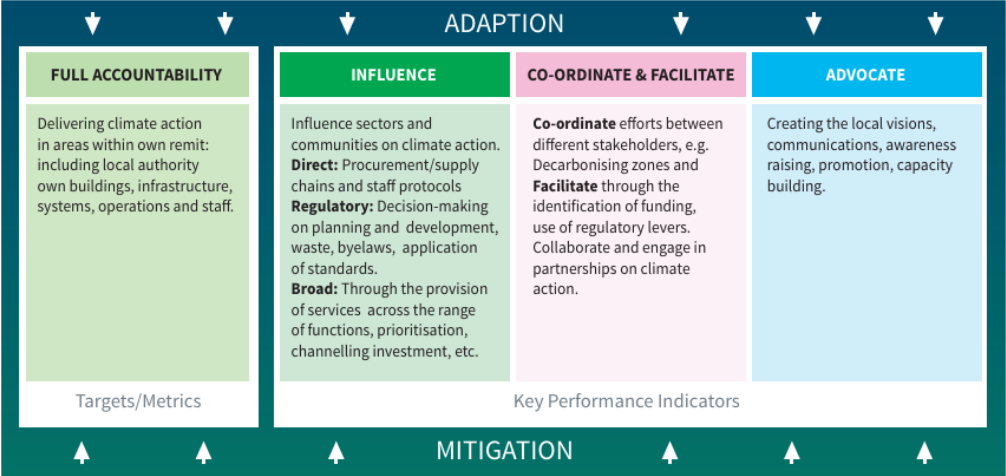 ADAPTION
FULL ACCOUNTABILITY
Delivering climate action
in areas within own remit:
including local authority
own buildings, infrastructure,
systems, operations and staff.
Targets/Metrics
INFLUENCE
Influence sectors and
communities on climate action.
Direct: Procurement/supply
chains and staff protocols
Regulatory: Decision-making
on planning and development,
waste, byelaws, application
of standards.
Broad: Through the provision
of services across the range
of functions, prioritisation,
channelling investment, etc.
CO-ORDINATE & FACILITATE
Co-ordinate efforts between
different stakeholders, e.g.
Decarbonising zones and
Facilitate through the
identification of funding,
use of regulatory levers.
Collaborate and engage in
partnerships on climate
action.
ADVOCATE
Creating the local visions,
communications, awareness
raising, promotion, capacity
building.
Key Performance Indicators
MITIGATION